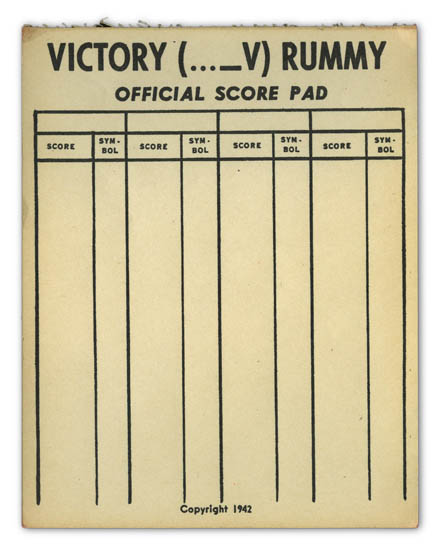 VICTORY (...—V) RUMMY
OFFICIAL SCORE PAD
SCORE SYM-BOL SCORE SYM-BOL SCORE SYM-BOL SCORE SYM-BOL
Copyright 1942